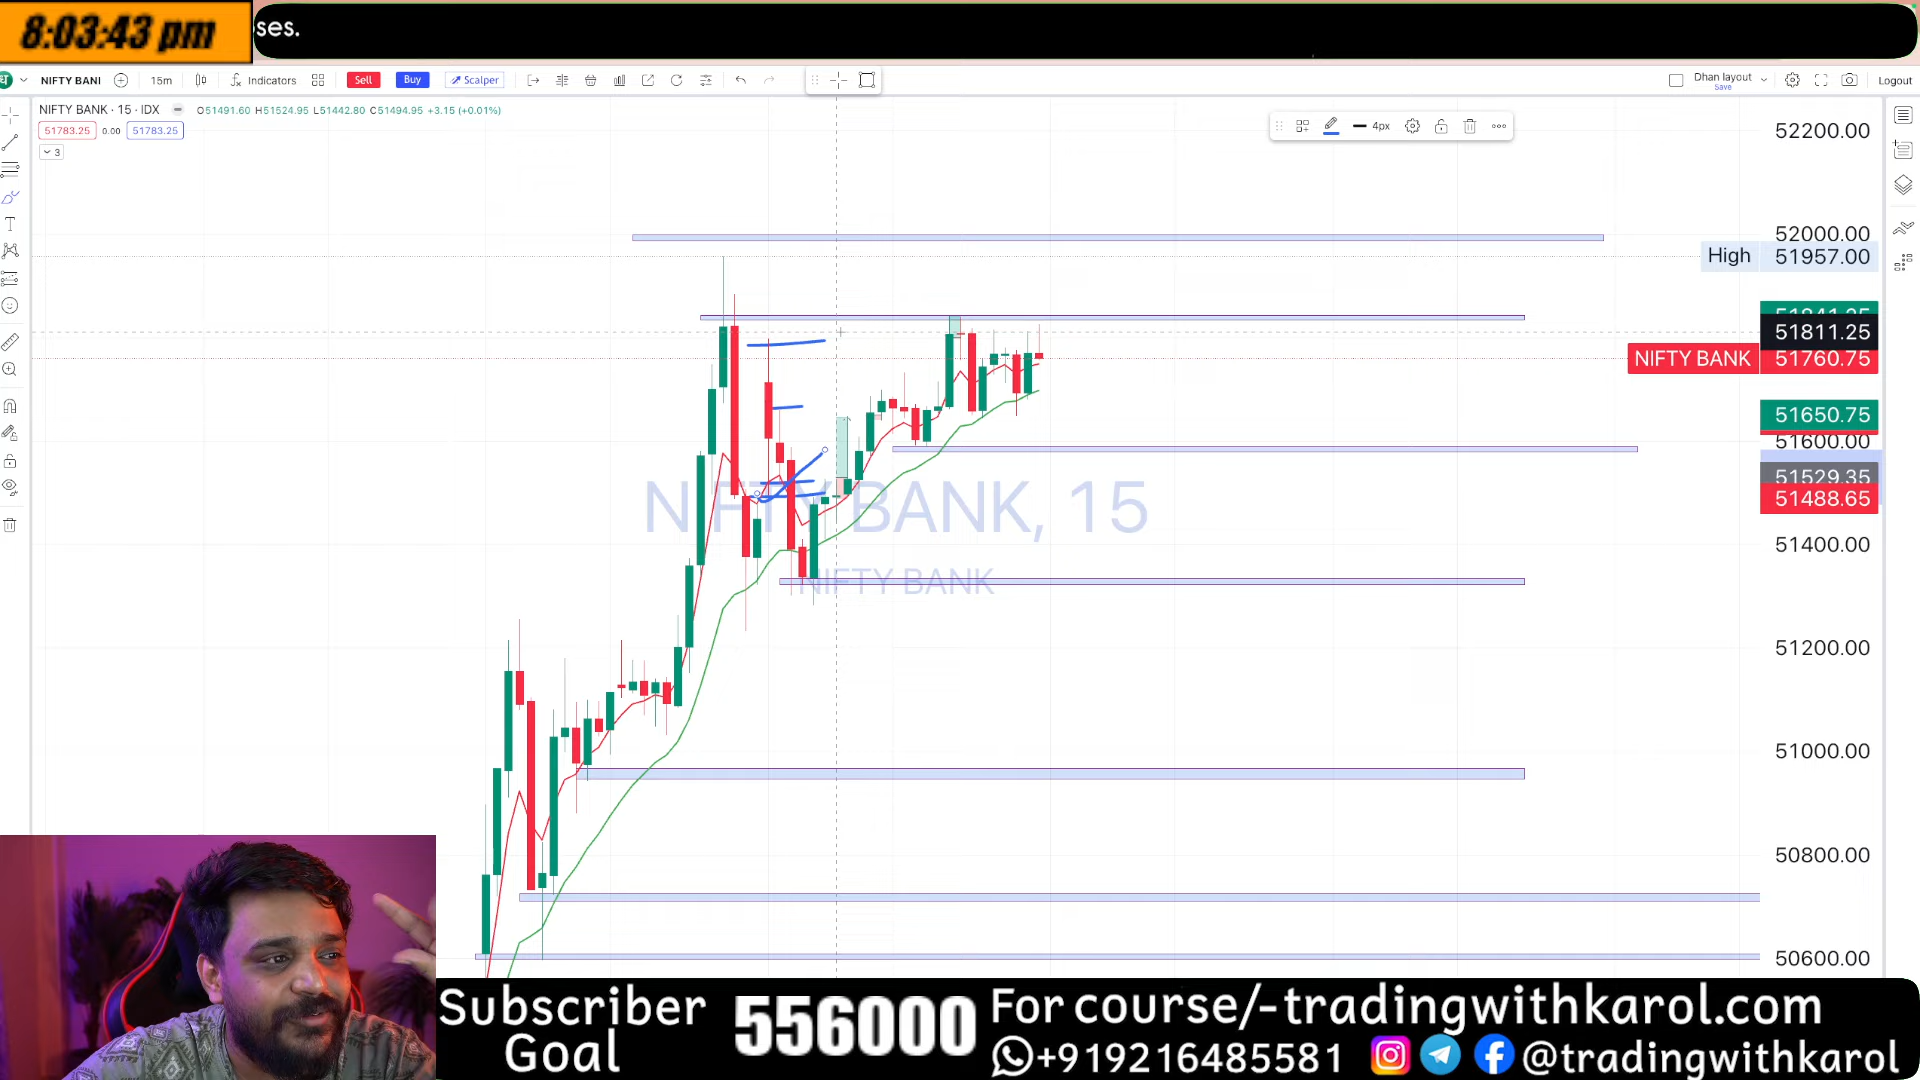 8:03:43 pm
ses.
NIFTY BANI
15m
Indicators
Sell
Buy
Scalper
Dhan layout
Save
Logout
NIFTY BANK · 15 · IDX
O51491.60 H51524.95 L51442.80 C51494.95 +3.15 (+0.01%)
51783.25 0.00 51783.25
3
4px
52200.00
52000.00
High 51957.00
51811.25
NIFTY BANK 51760.75
51650.75
51600.00
51529.35
51488.65
51400.00
51200.00
51000.00
50800.00
50600.00
NIFTY BANK, 15
NIFTY BANK
Subscriber
Goal
556000
For course/-tradingwithkarol.com
+919216485581
@tradingwithkarol